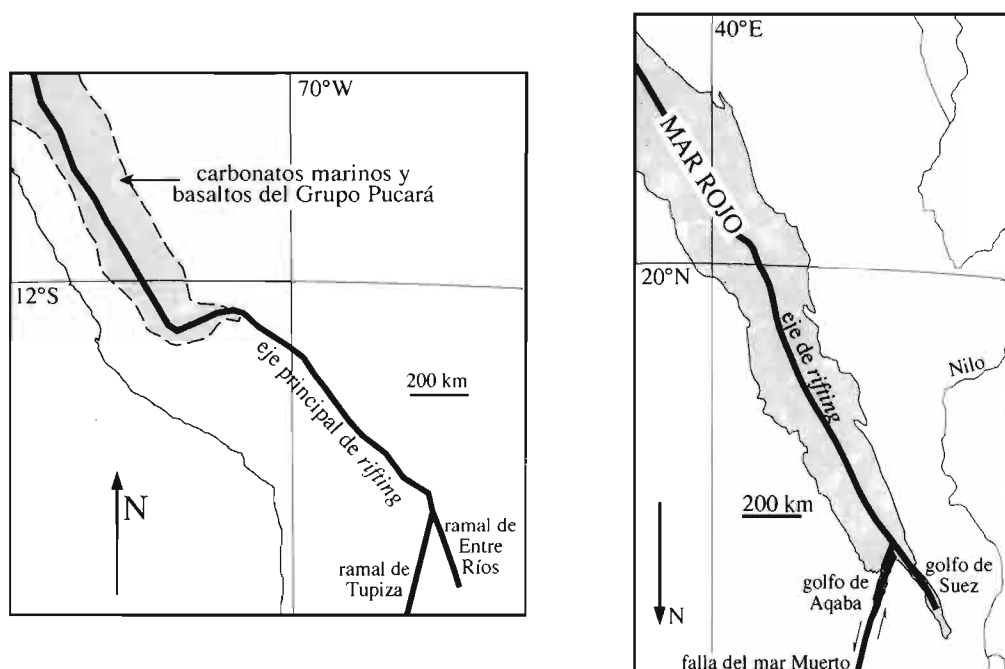 70°W
carbonatos marinos y
basaltos del Grupo Pucará
12°S
eje principal de rifting
200 km
N
ramal de
Entre
Ríos
ramal de
Tupiza
40°E
MAR ROJO
20°N
eje de rifting
Nilo
200 km
N
golfo de
Suez
golfo de
Aqaba
falla del mar Muerto